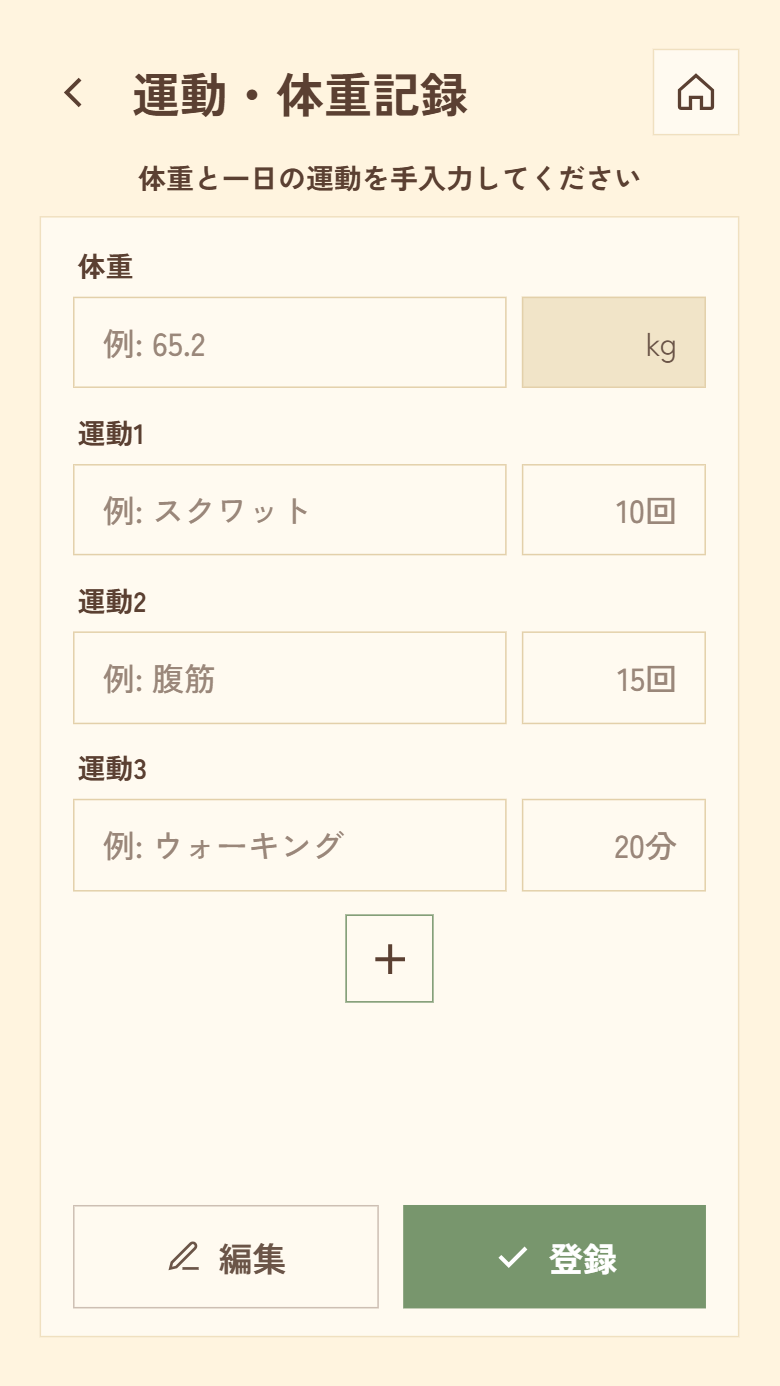 運動・体重記録
体重と一日の運動を手入力してください
体重
例: 65.2 kg
運動1
例: スクワット 10回
運動2
例: 腹筋 15回
運動3
例: ウォーキング 20分
編集 登録